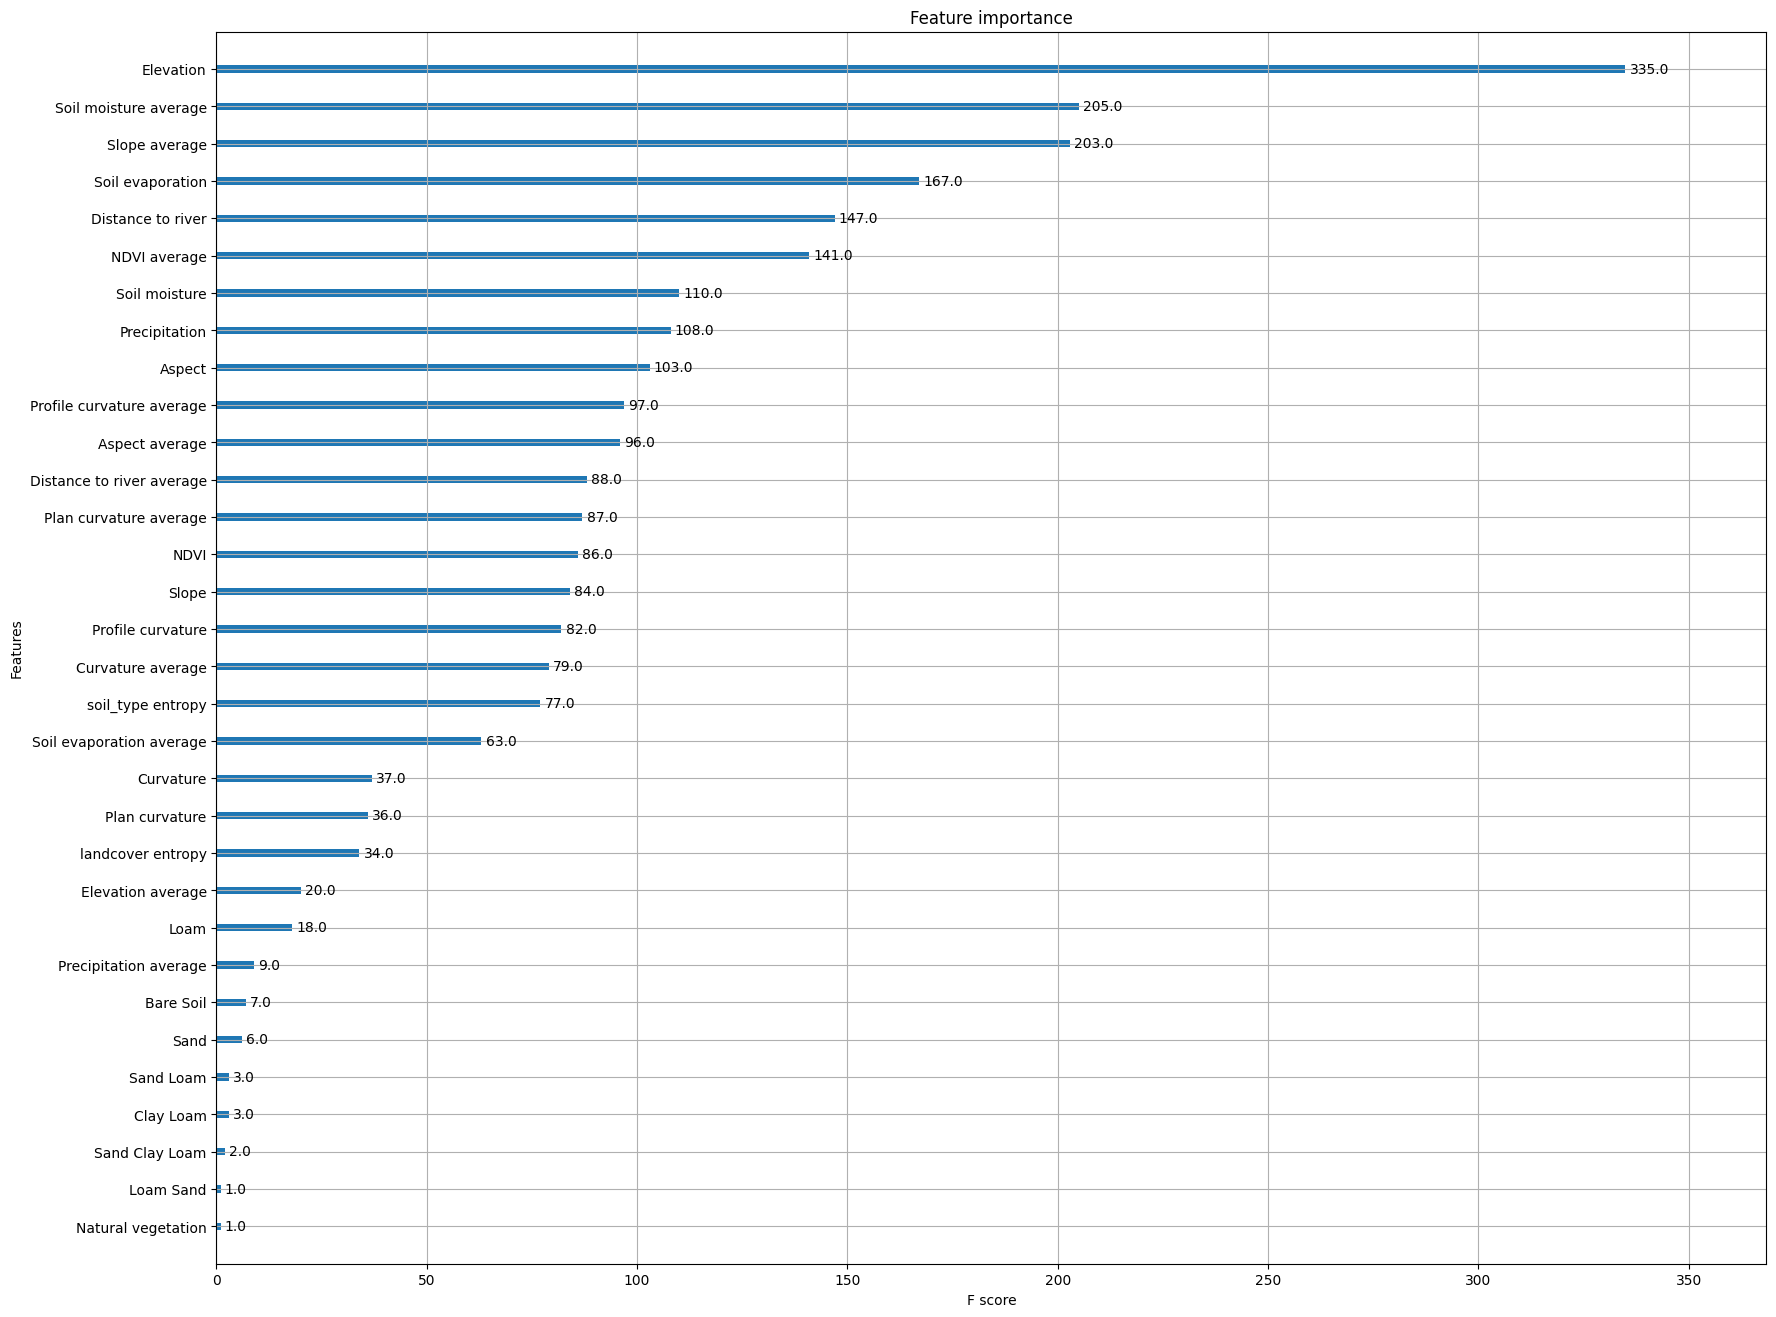 Feature importance
Elevation 335.0
Soil moisture average 205.0
Slope average 203.0
Soil evaporation 167.0
Distance to river 147.0
NDVI average 141.0
Soil moisture 110.0
Precipitation 108.0
Aspect 103.0
Profile curvature average 97.0
Aspect average 96.0
Distance to river average 88.0
Plan curvature average 87.0
NDVI 86.0
Slope 84.0
Profile curvature 82.0
Curvature average 79.0
soil_type entropy 77.0
Soil evaporation average 63.0
Curvature 37.0
Plan curvature 36.0
landcover entropy 34.0
Elevation average 20.0
Loam 18.0
Precipitation average 9.0
Bare Soil 7.0
Sand 6.0
Sand Loam 3.0
Clay Loam 3.0
Sand Clay Loam 2.0
Loam Sand 1.0
Natural vegetation 1.0
Features
0 50 100 150 200 250 300 350
F score